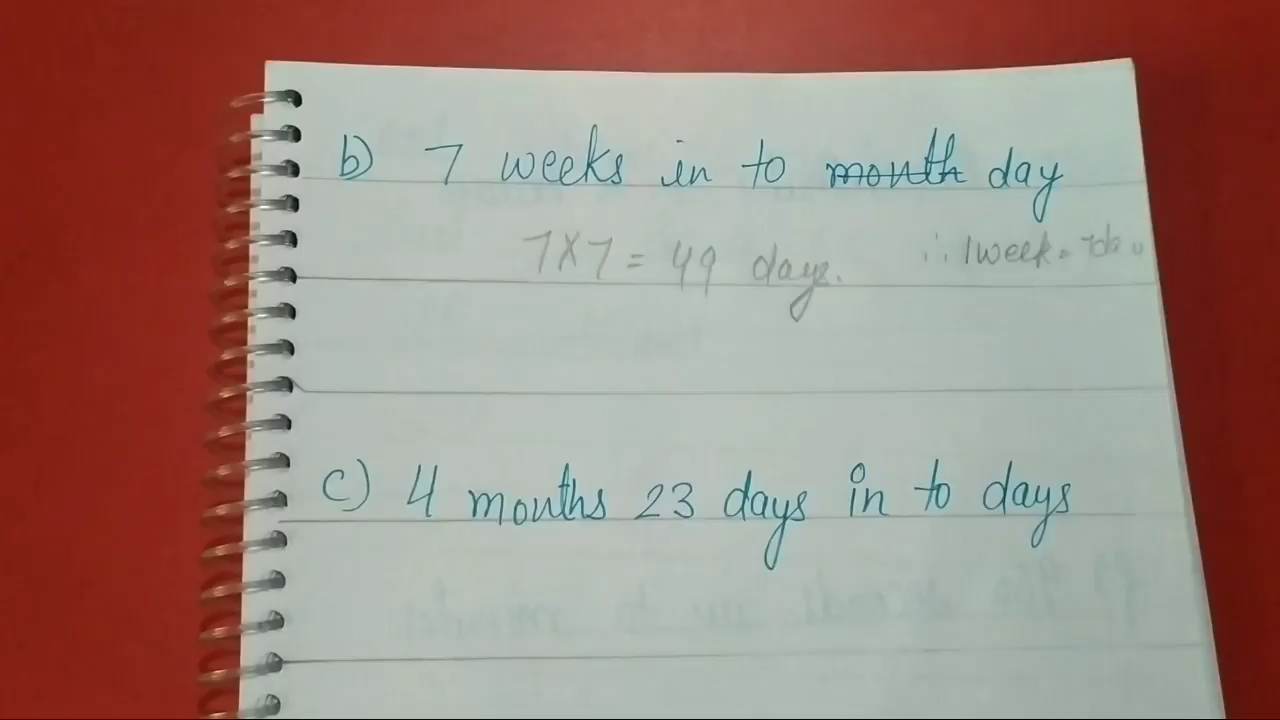 b) 7 weeks in to month day
7 x 7 = 49 days. ∴ 1 week =
c) 4 months 23 days in to days